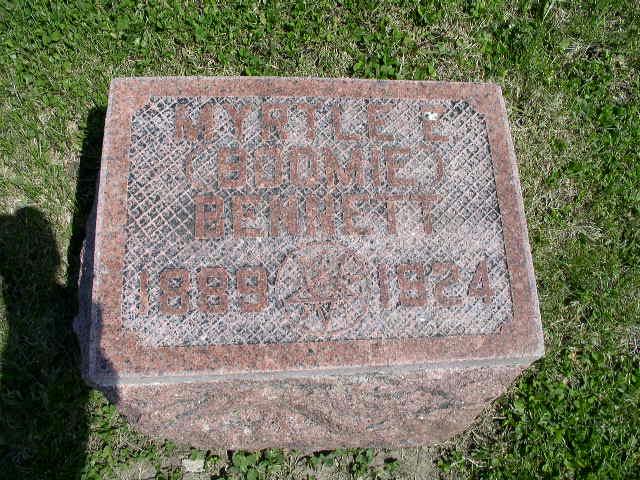 MYRTLE E
(BOOMIE)
BENNETT
1889 1924